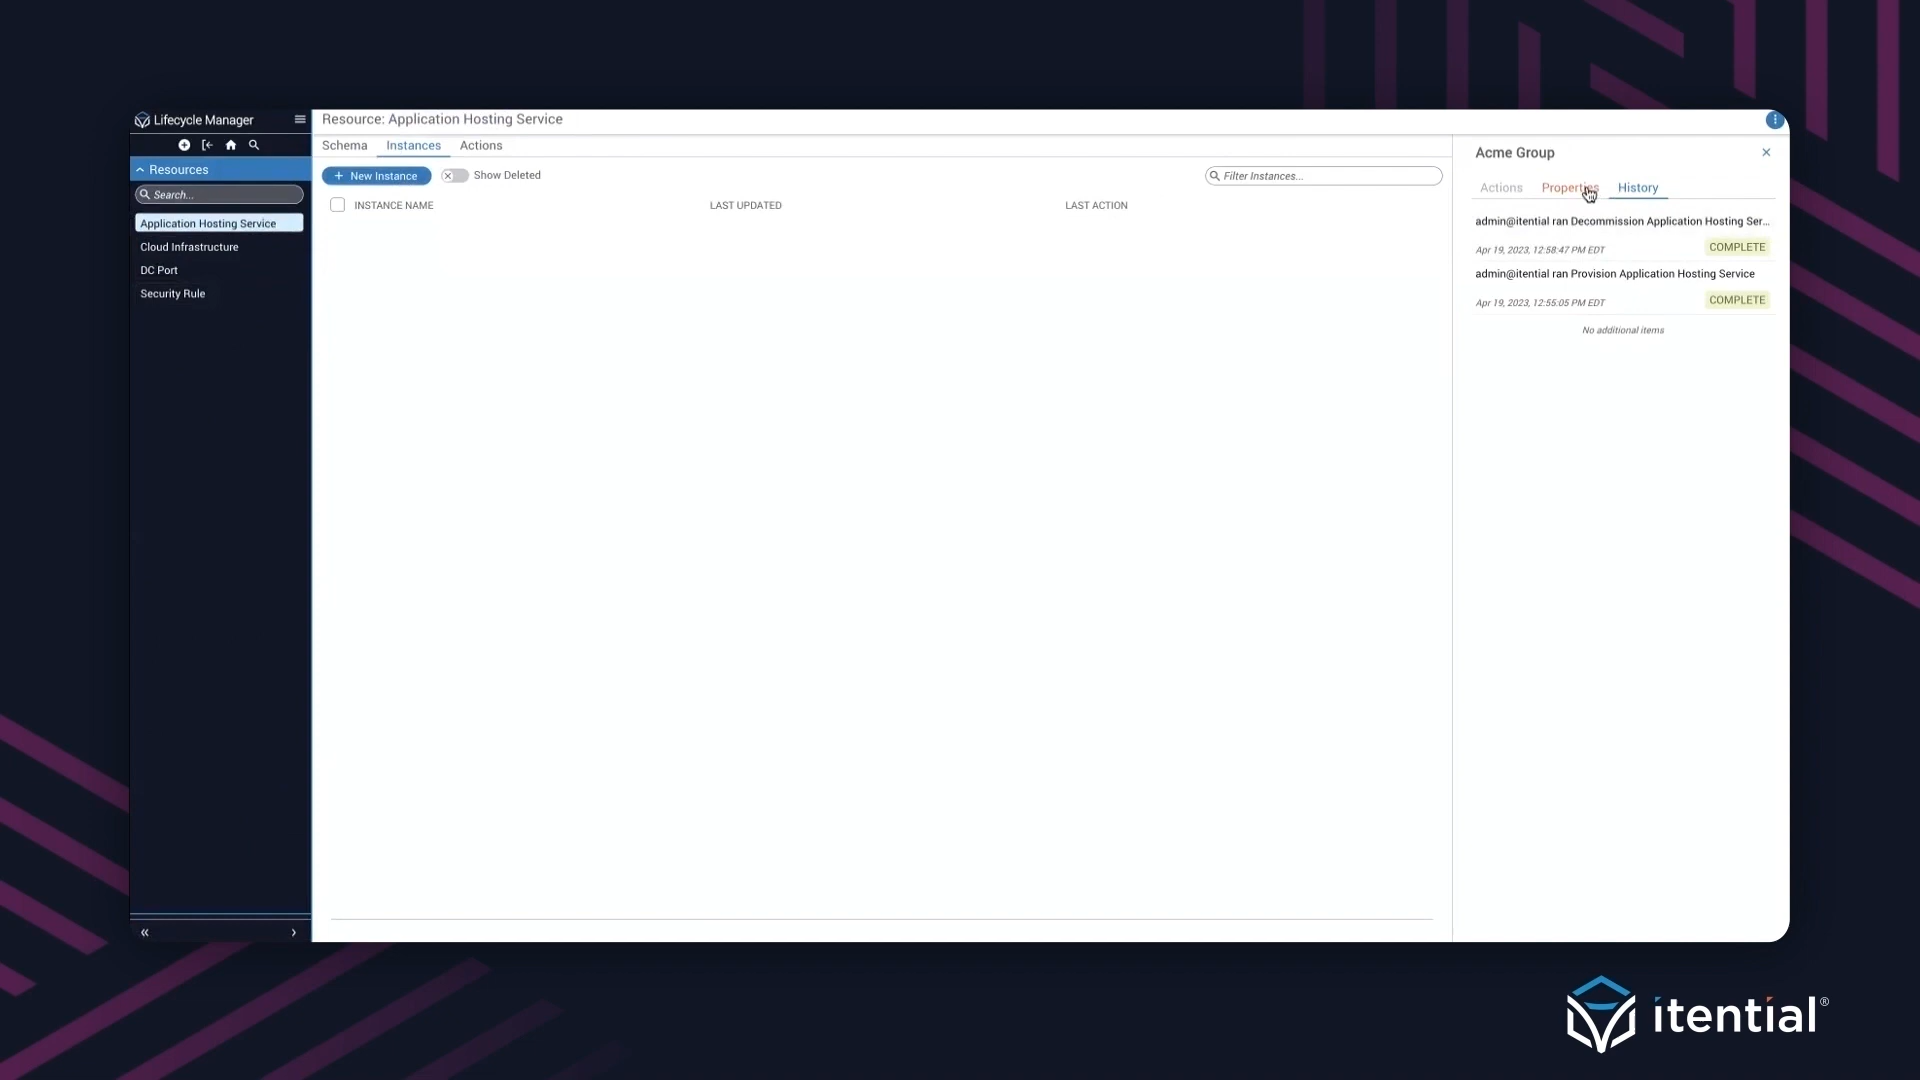 Lifecycle Manager
Resources
Search...
Application Hosting Service
Cloud Infrastructure
DC Port
Security Rule
Resource: Application Hosting Service
Schema Instances Actions
+ New Instance Show Deleted Filter Instances...
INSTANCE NAME LAST UPDATED LAST ACTION
Acme Group
Actions Properties History
admin@itential ran Decommission Application Hosting Ser...
Apr 19, 2023, 12:58:47 PM EDT COMPLETE
admin@itential ran Provision Application Hosting Service
Apr 19, 2023, 12:55:05 PM EDT COMPLETE
No additional items
itential®